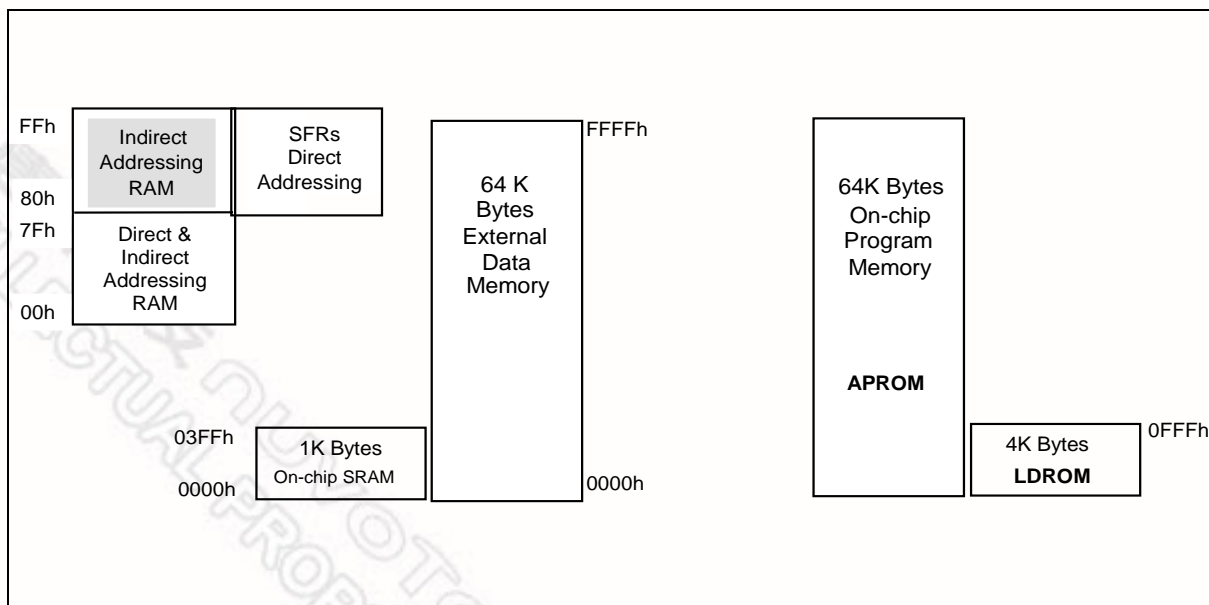 FFh
80h
7Fh
00h
Indirect
Addressing
RAM
SFRs
Direct
Addressing
Direct &
Indirect
Addressing
RAM
03FFh
0000h
1K Bytes
On-chip SRAM
FFFFh
0000h
64 K
Bytes
External
Data
Memory
64K Bytes
On-chip
Program
Memory
APROM
0FFFh
4K Bytes
LDROM